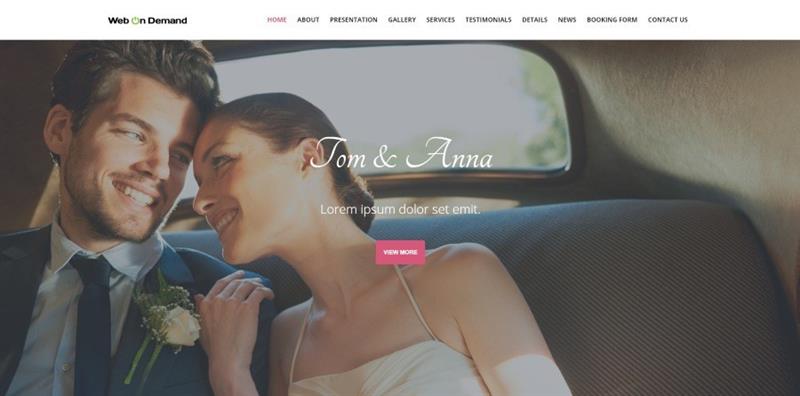 Web On Demand
HOME ABOUT PRESENTATION GALLERY SERVICES TESTIMONIALS DETAILS NEWS BOOKING FORM CONTACT US
Tom & Anna
Lorem ipsum dolor set emit.
VIEW MORE